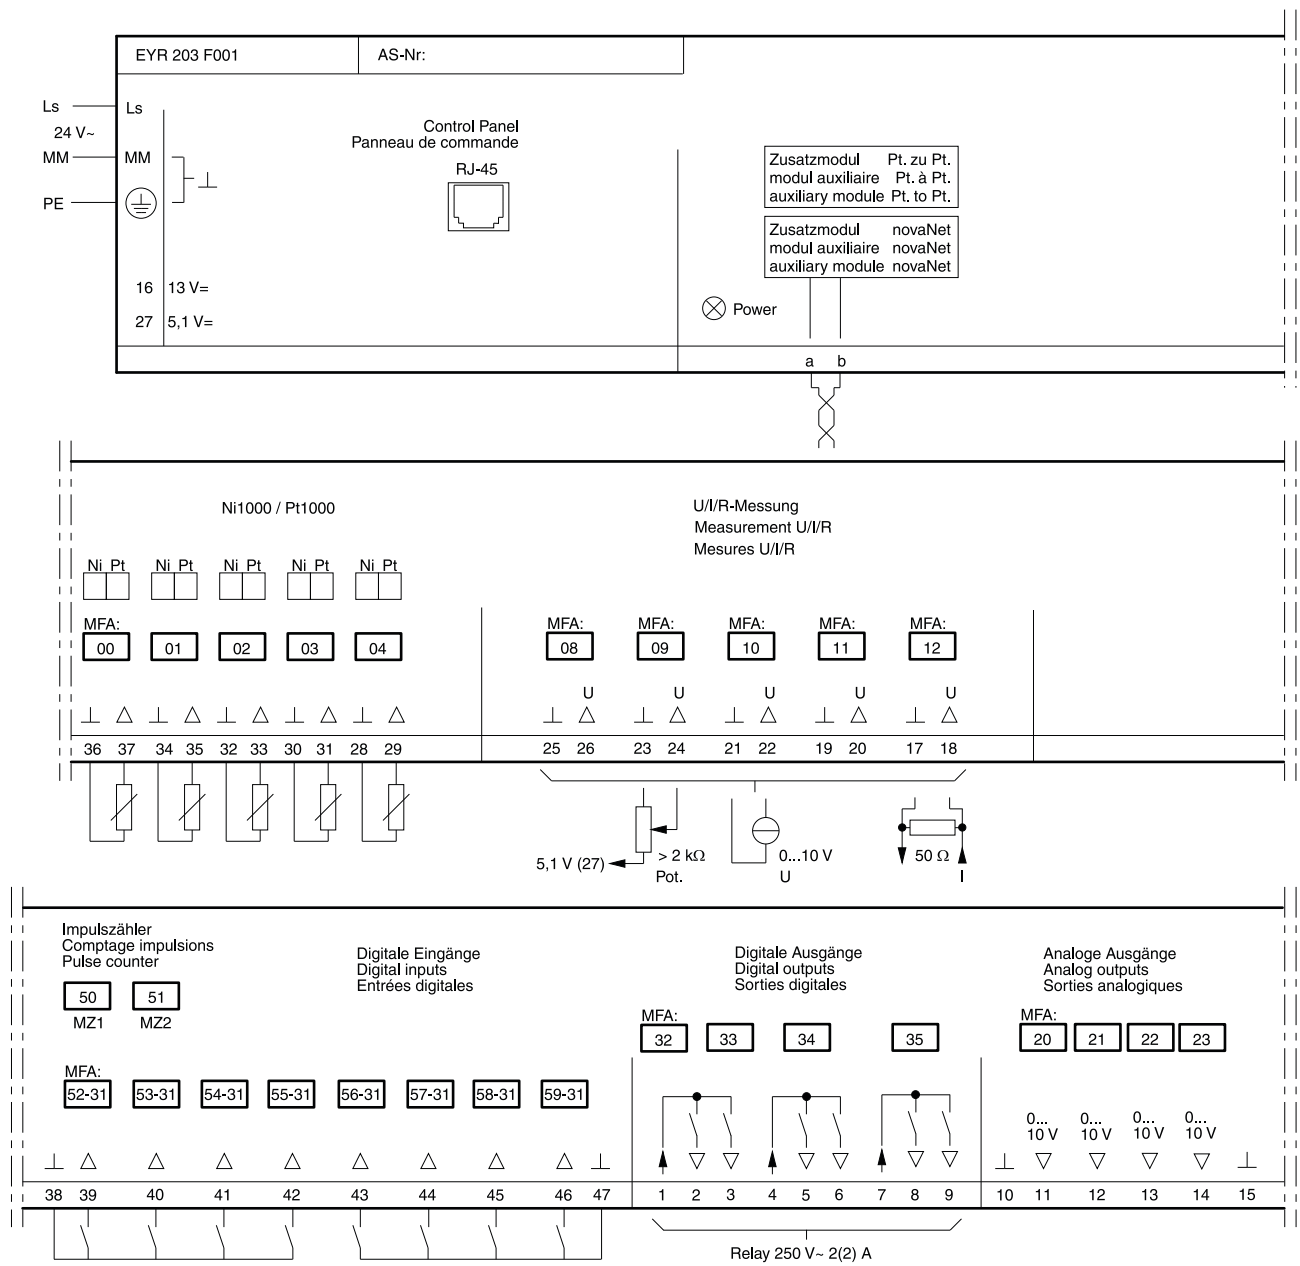 EYR 203 F001
AS-Nr:
Ls
Ls
24 V~
MM
MM
PE
Control Panel
Panneau de commande
RJ-45
16 13 V=
27 5,1 V=
Zusatzmodul Pt. zu Pt.
modul auxiliaire Pt. à Pt.
auxiliary module Pt. to Pt.
Zusatzmodul novaNet
modul auxiliaire novaNet
auxiliary module novaNet
Power
a b
Ni1000 / Pt1000
U/I/R-Messung
Measurement U/I/R
Mesures U/I/R
Ni Pt Ni Pt Ni Pt Ni Pt Ni Pt
MFA:
00 01 02 03 04
MFA: MFA: MFA: MFA: MFA:
08 09 10 11 12
U U U U U
36 37 34 35 32 33 30 31 28 29
25 26 23 24 21 22 19 20 17 18
5,1 V (27)
> 2 kΩ
Pot.
0...10 V
U
50 Ω
I
Impulszähler
Comptage impulsions
Pulse counter
50 51
MZ1 MZ2
Digitale Eingänge
Digital inputs
Entrées digitales
MFA:
52-31 53-31 54-31 55-31 56-31 57-31 58-31 59-31
38 39 40 41 42 43 44 45 46 47
Digitale Ausgänge
Digital outputs
Sorties digitales
MFA:
32 33 34 35
1 2 3 4 5 6 7 8 9
Relay 250 V~ 2(2) A
Analoge Ausgänge
Analog outputs
Sorties analogiques
MFA:
20 21 22 23
0... 0... 0... 0...
10 V 10 V 10 V 10 V
10 11 12 13 14 15